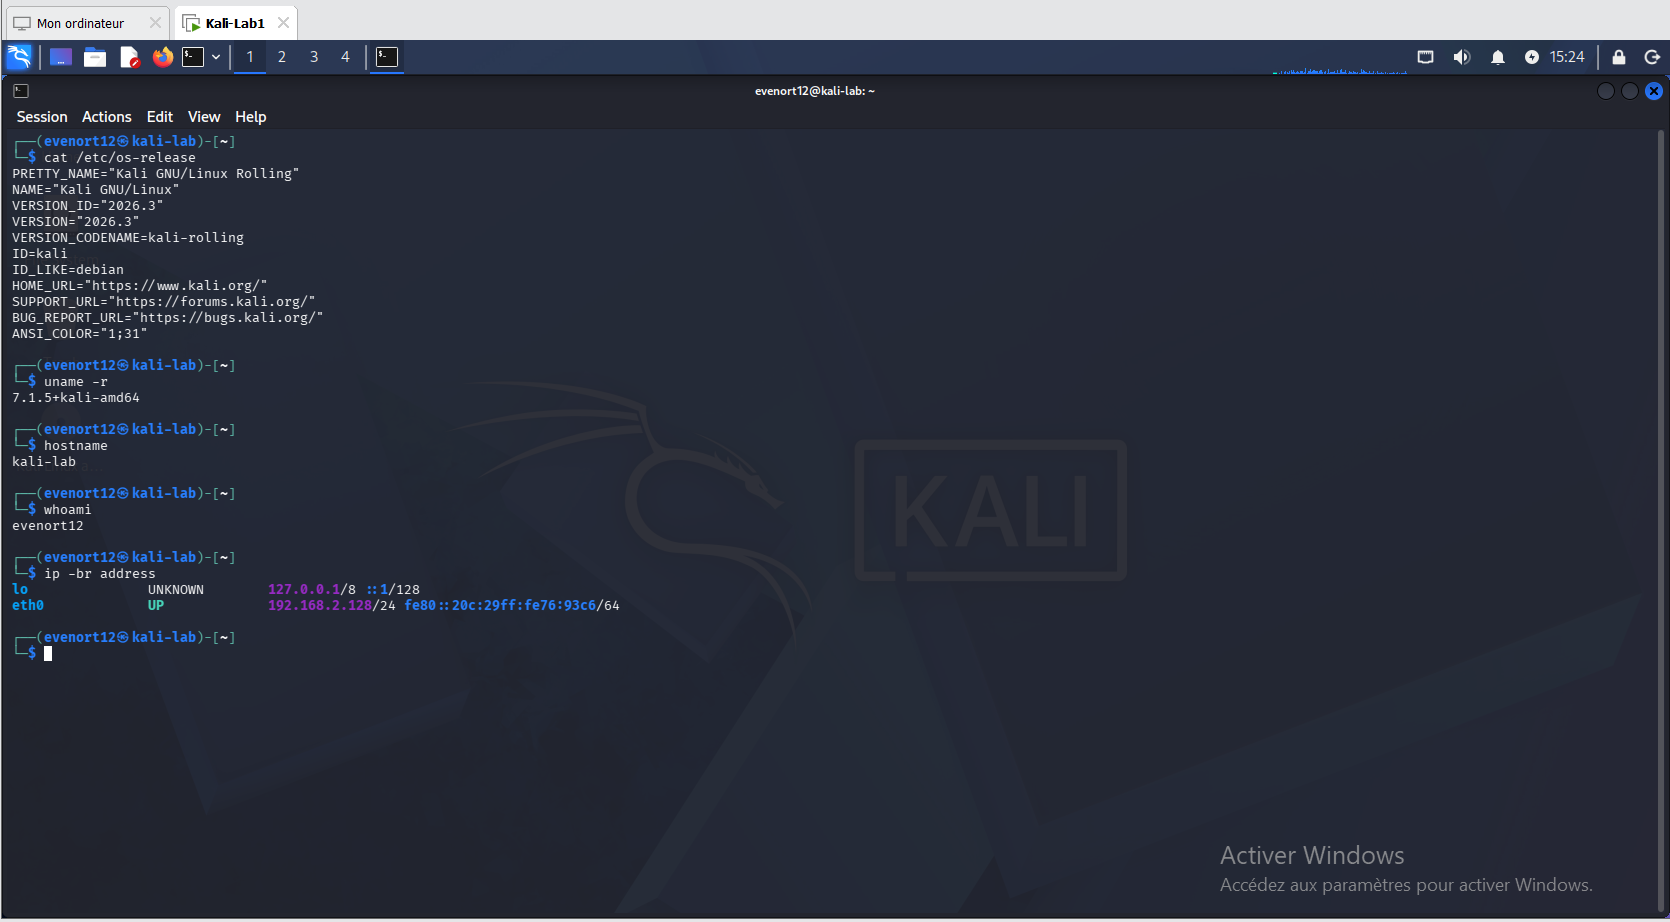 Mon ordinateur
Kali-Lab1
1 2 3 4
15:24
evenort12@kali-lab: ~
Session Actions Edit View Help
┌──(evenort12㉿kali-lab)-[~]
└─$ cat /etc/os-release
PRETTY_NAME="Kali GNU/Linux Rolling"
NAME="Kali GNU/Linux"
VERSION_ID="2026.3"
VERSION="2026.3"
VERSION_CODENAME=kali-rolling
ID=kali
ID_LIKE=debian
HOME_URL="https://www.kali.org/"
SUPPORT_URL="https://forums.kali.org/"
BUG_REPORT_URL="https://bugs.kali.org/"
ANSI_COLOR="1;31"
┌──(evenort12㉿kali-lab)-[~]
└─$ uname -r
7.1.5+kali-amd64
┌──(evenort12㉿kali-lab)-[~]
└─$ hostname
kali-lab
┌──(evenort12㉿kali-lab)-[~]
└─$ whoami
evenort12
┌──(evenort12㉿kali-lab)-[~]
└─$ ip -br address
lo UNKNOWN 127.0.0.1/8 ::1/128
eth0 UP 192.168.2.128/24 fe80::20c:29ff:fe76:93c6/64
┌──(evenort12㉿kali-lab)-[~]
└─$
KALI
Activer Windows
Accédez aux paramètres pour activer Windows.